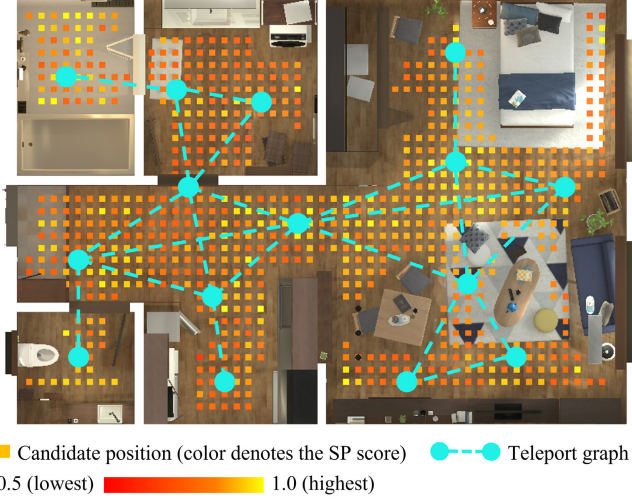 Candidate position (color denotes the SP score) Teleport graph
0.5 (lowest) 1.0 (highest)